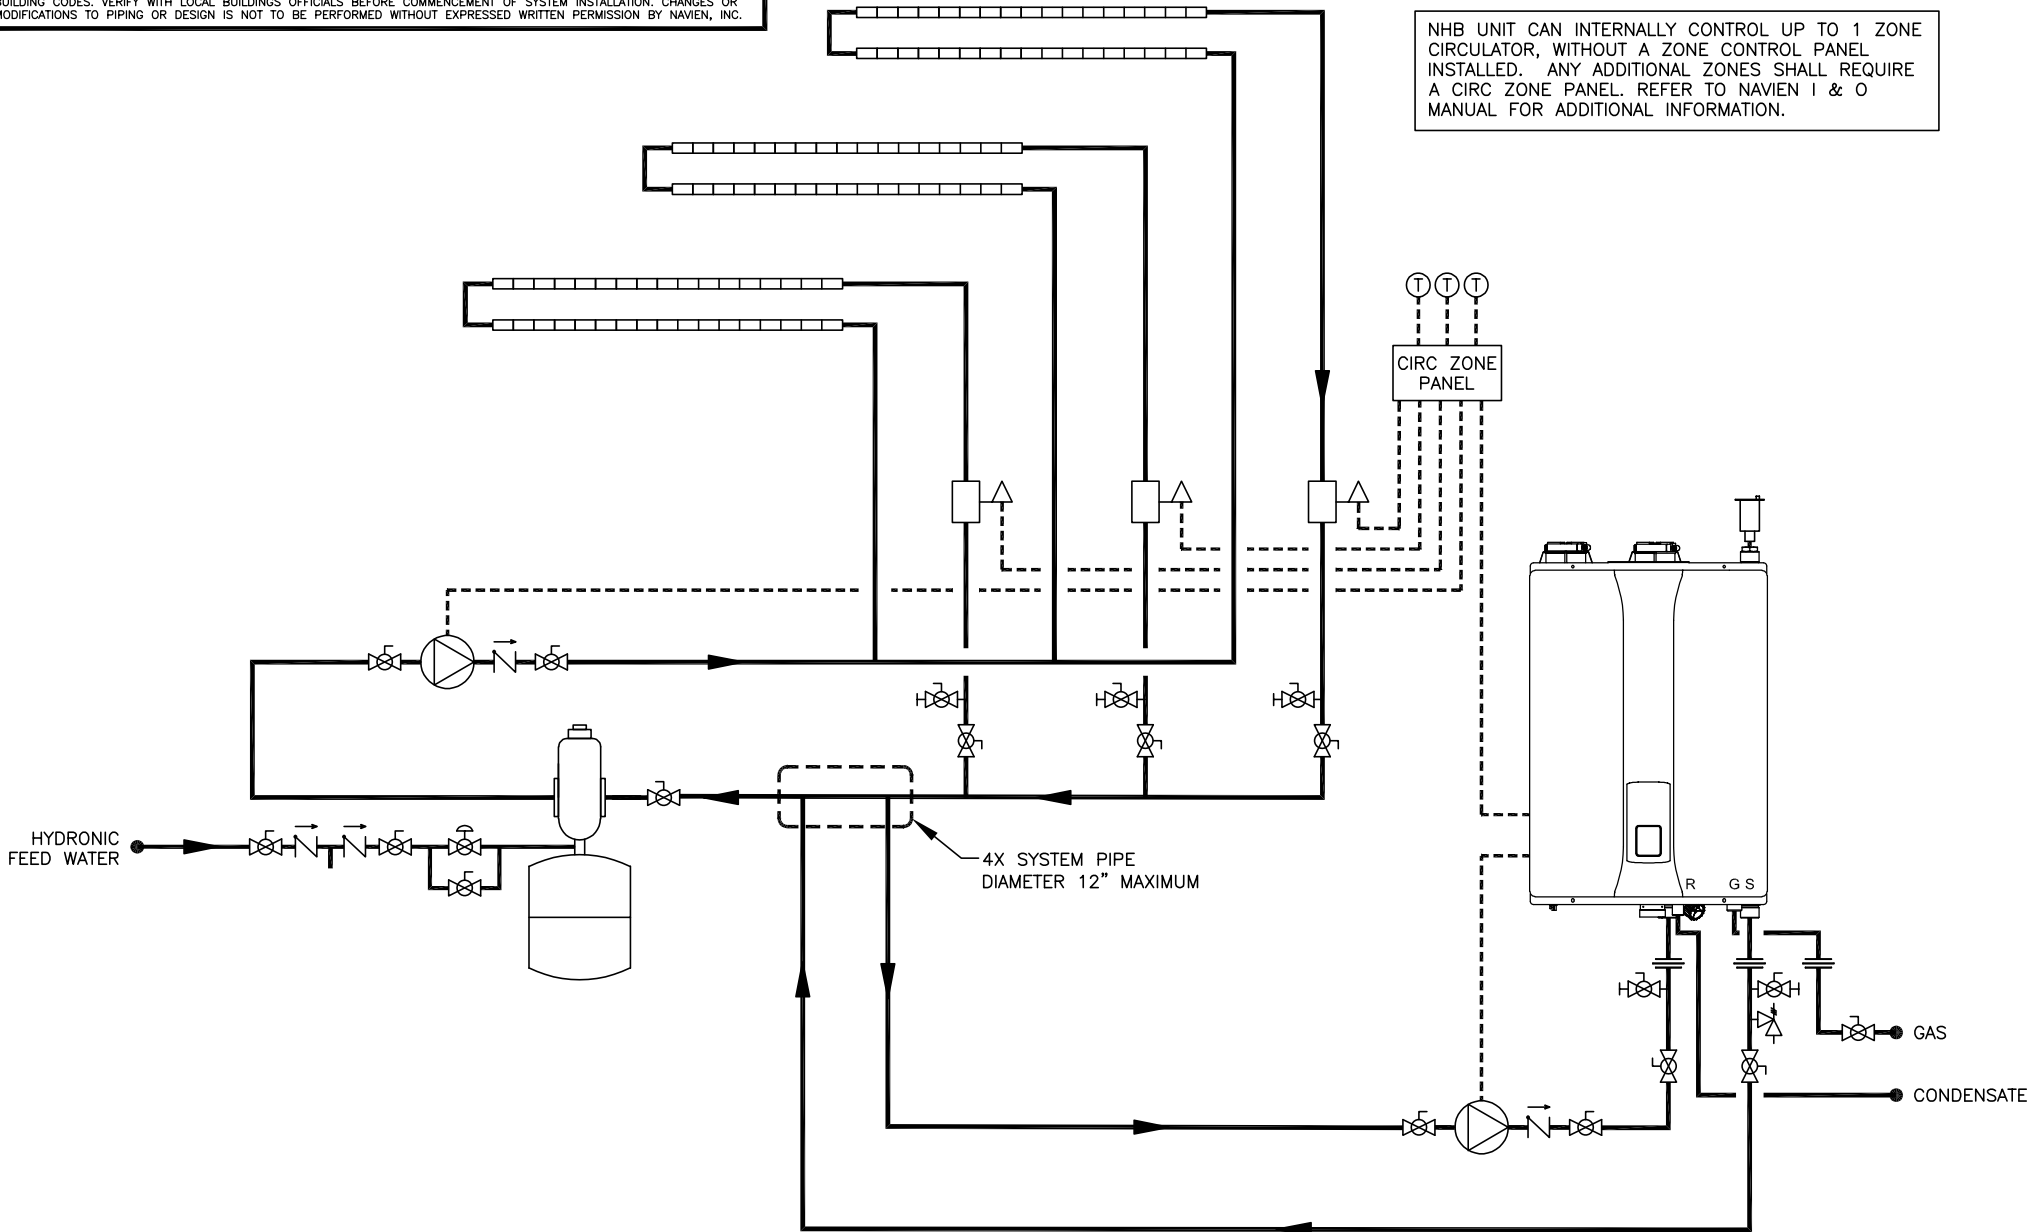 BUILDING CODES. VERIFY WITH LOCAL BUILDINGS OFFICIALS BEFORE COMMENCEMENT OF SYSTEM INSTALLATION. CHANGES OR
MODIFICATIONS TO PIPING OR DESIGN IS NOT TO BE PERFORMED WITHOUT EXPRESSED WRITTEN PERMISSION BY NAVIEN, INC.
NHB UNIT CAN INTERNALLY CONTROL UP TO 1 ZONE
CIRCULATOR, WITHOUT A ZONE CONTROL PANEL
INSTALLED. ANY ADDITIONAL ZONES SHALL REQUIRE
A CIRC ZONE PANEL. REFER TO NAVIEN I & O
MANUAL FOR ADDITIONAL INFORMATION.
T T T
CIRC ZONE
PANEL
HYDRONIC
FEED WATER
4X SYSTEM PIPE
DIAMETER 12" MAXIMUM
R G S
GAS
CONDENSATE